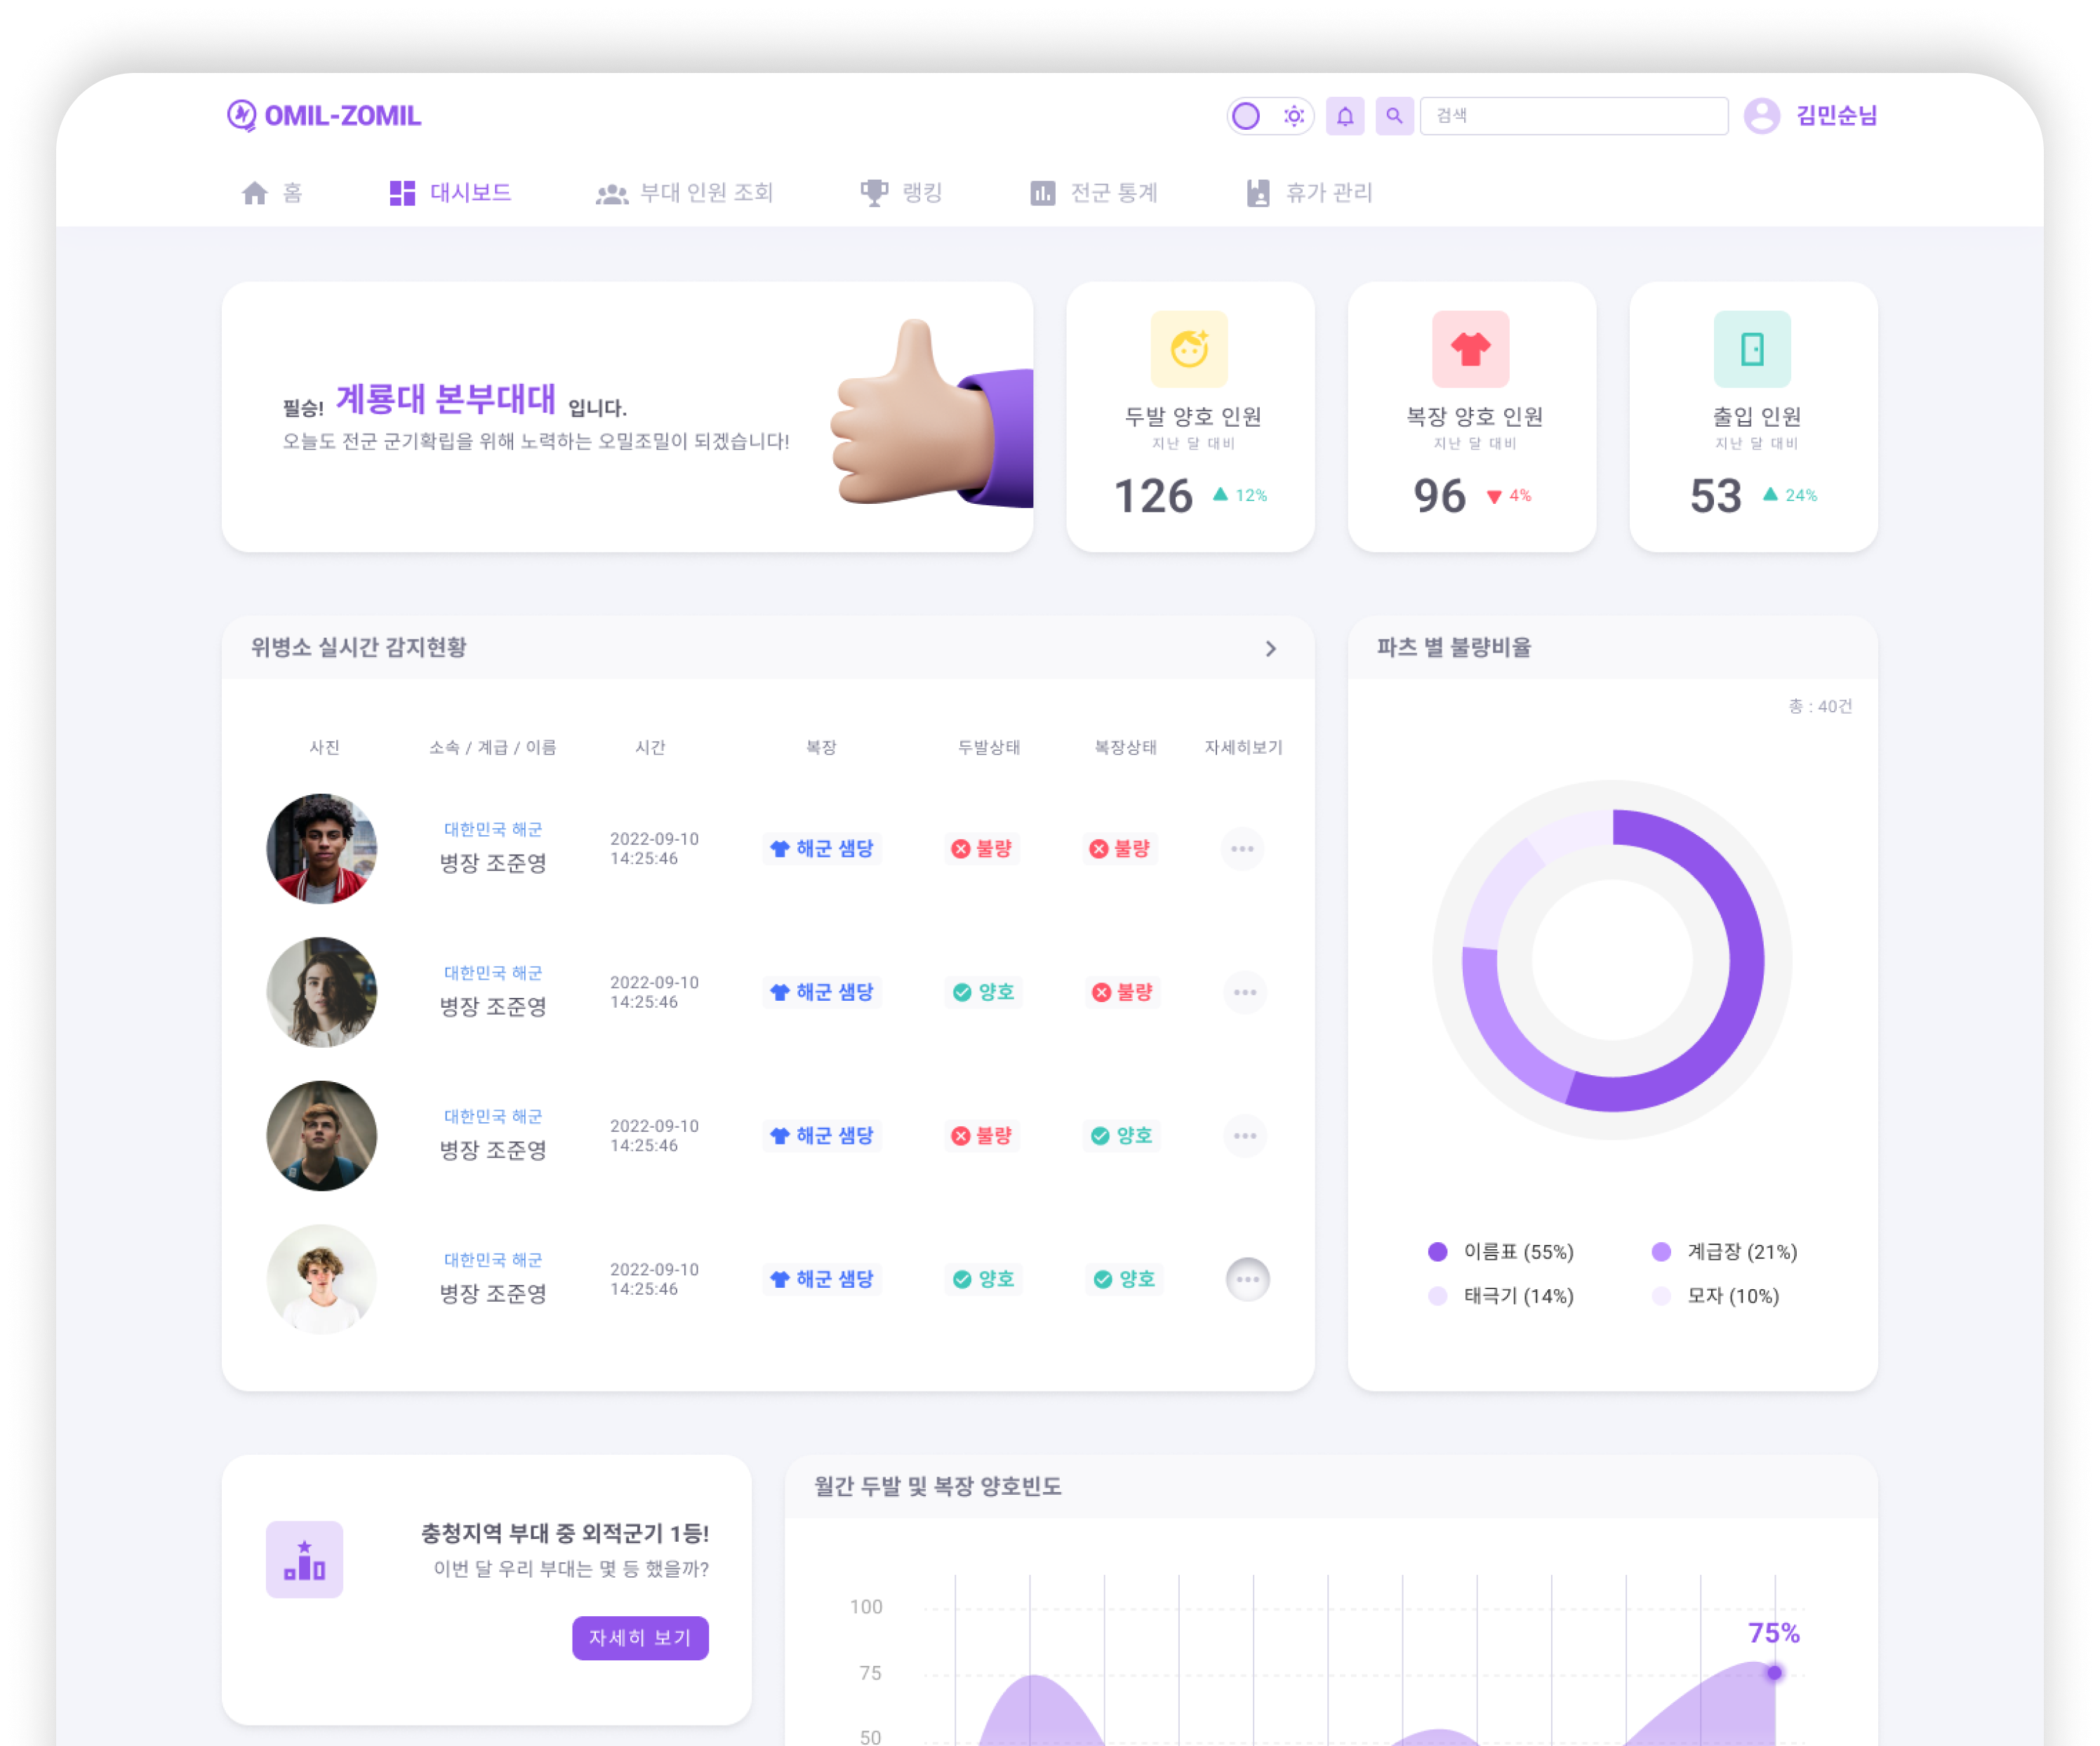 OMIL-ZOMIL
검색
김민순님
홈
대시보드
부대 인원 조회
랭킹
전군 통계
휴가 관리
필승! 계룡대 본부대대 입니다.
오늘도 전군 군기확립을 위해 노력하는 오밀조밀이 되겠습니다!
두발 양호 인원
지난 달 대비
126 12%
복장 양호 인원
지난 달 대비
96 4%
출입 인원
지난 달 대비
53 24%
위병소 실시간 감지현황
사진 소속 / 계급 / 이름 시간 복장 두발상태 복장상태 자세히보기
대한민국 해군
병장 조준영
2022-09-10
14:25:46
해군 샘당
불량
불량
대한민국 해군
병장 조준영
2022-09-10
14:25:46
해군 샘당
양호
불량
대한민국 해군
병장 조준영
2022-09-10
14:25:46
해군 샘당
불량
양호
대한민국 해군
병장 조준영
2022-09-10
14:25:46
해군 샘당
양호
양호
파츠 별 불량비율
총 : 40건
이름표 (55%)
계급장 (21%)
태극기 (14%)
모자 (10%)
충청지역 부대 중 외적군기 1등!
이번 달 우리 부대는 몇 등 했을까?
자세히 보기
월간 두발 및 복장 양호빈도
100
75%
75
50